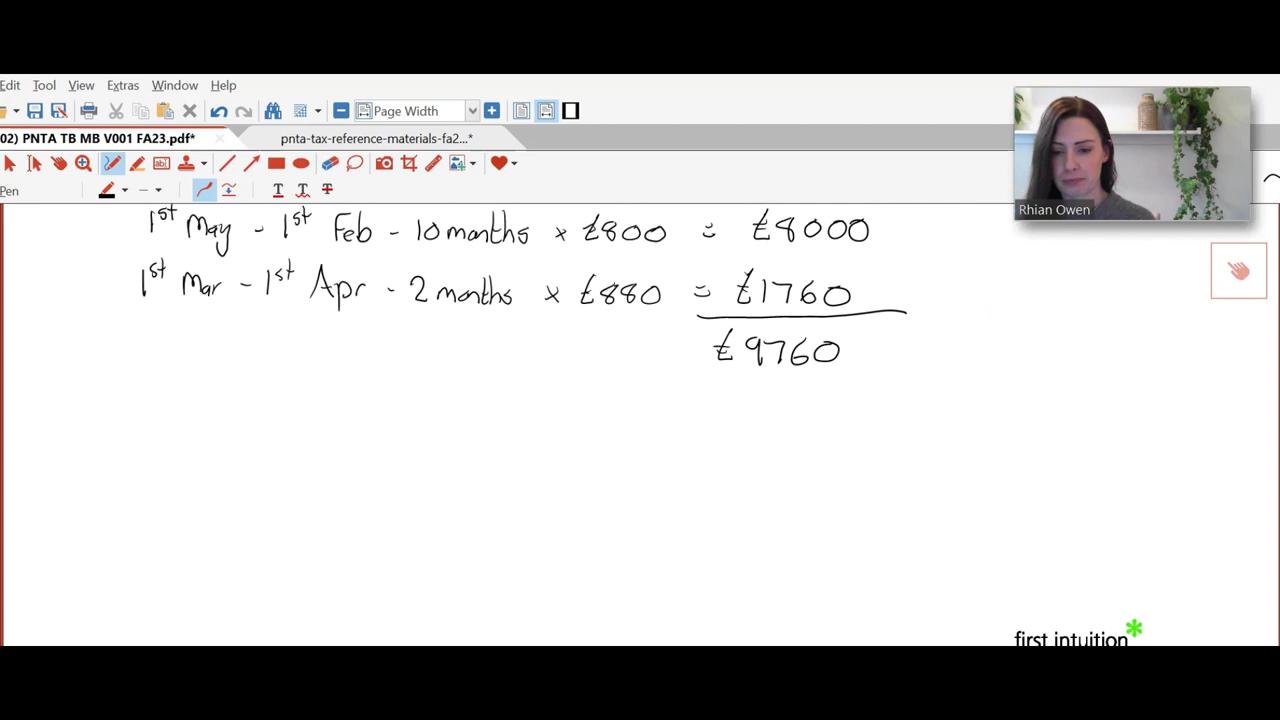 Edit Tool View Extras Window Help
Page Width
02) PNTA TB MB V001 FA23.pdf* pnta-tax-reference-materials-fa2...*
Pen T T T
Rhian Owen
1st May - 1st Feb - 10 months × £800 = £8000
1st Mar - 1st Apr - 2 months × £880 = £1760
£9760
first intuition*